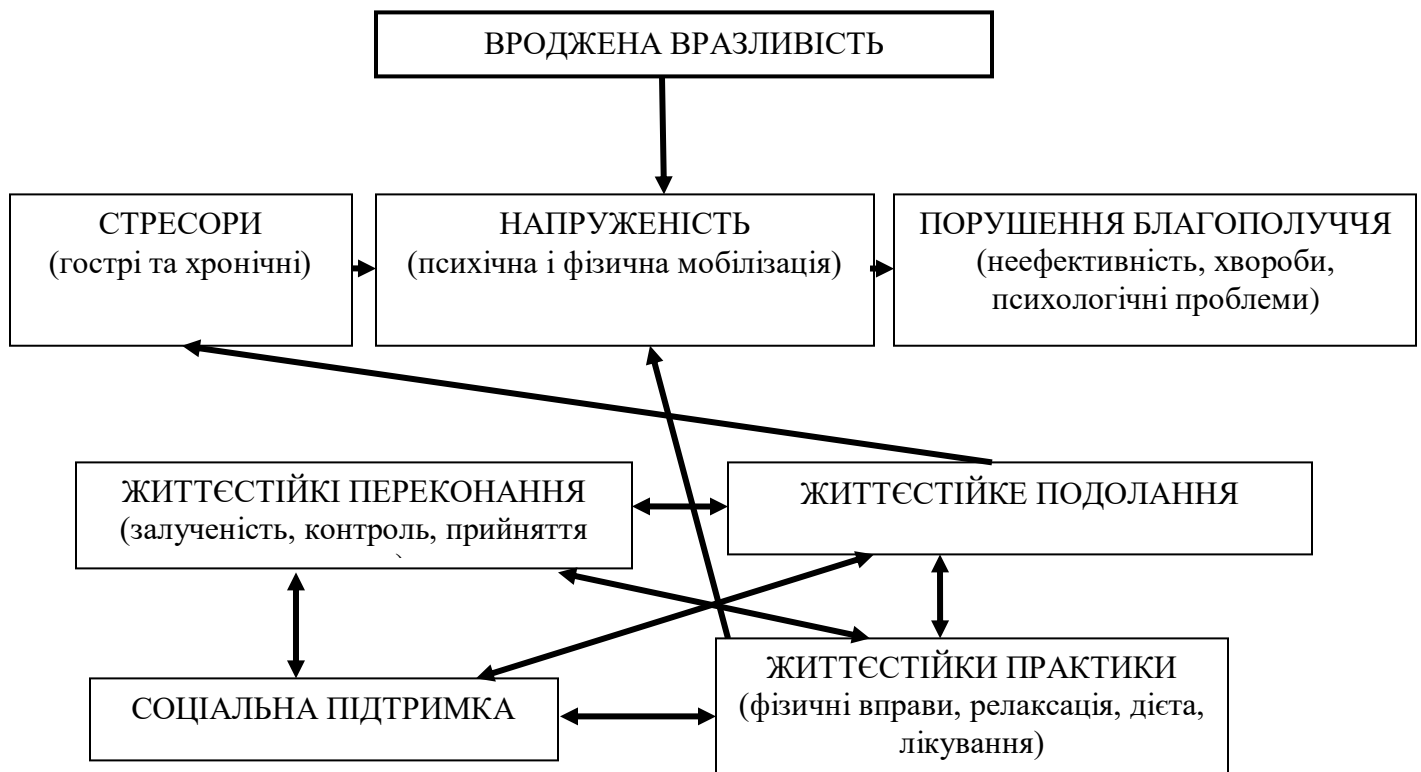 ВРОДЖЕНА ВРАЗЛИВІСТЬ
СТРЕСОРИ
(гострі та хронічні)
НАПРУЖЕНІСТЬ
(психічна і фізична мобілізація)
ПОРУШЕННЯ БЛАГОПОЛУЧЧЯ
(неефективність, хвороби,
психологічні проблеми)
ЖИТТЄСТІЙКІ ПЕРЕКОНАННЯ
(залученість, контроль, прийняття
ЖИТТЄСТІЙКЕ ПОДОЛАННЯ
СОЦІАЛЬНА ПІДТРИМКА
ЖИТТЄСТІЙКИ ПРАКТИКИ
(фізичні вправи, релаксація, дієта,
лікування)